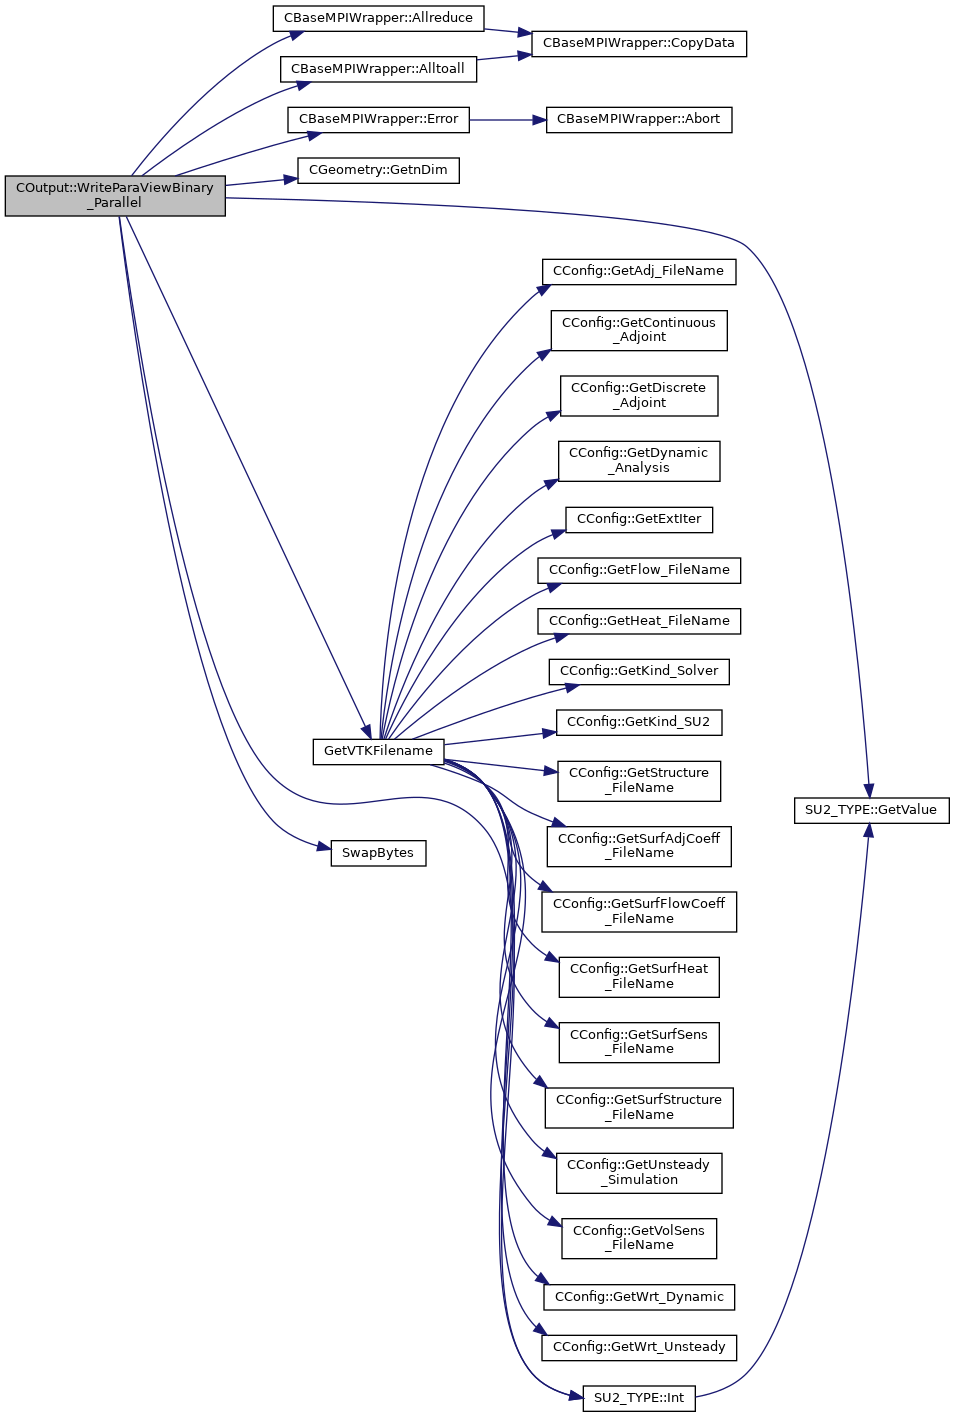 CBaseMPIWrapper::Allreduce
CBaseMPIWrapper::CopyData
CBaseMPIWrapper::Alltoall
CBaseMPIWrapper::Error
CBaseMPIWrapper::Abort
CGeometry::GetnDim
COutput::WriteParaViewBinary
_Parallel
CConfig::GetAdj_FileName
CConfig::GetContinuous
_Adjoint
CConfig::GetDiscrete
_Adjoint
CConfig::GetDynamic
_Analysis
CConfig::GetExtIter
CConfig::GetFlow_FileName
CConfig::GetHeat_FileName
CConfig::GetKind_Solver
CConfig::GetKind_SU2
GetVTKFilename
CConfig::GetStructure
_FileName
SU2_TYPE::GetValue
CConfig::GetSurfAdjCoeff
_FileName
SwapBytes
CConfig::GetSurfFlowCoeff
_FileName
CConfig::GetSurfHeat
_FileName
CConfig::GetSurfSens
_FileName
CConfig::GetSurfStructure
_FileName
CConfig::GetUnsteady
_Simulation
CConfig::GetVolSens
_FileName
CConfig::GetWrt_Dynamic
CConfig::GetWrt_Unsteady
SU2_TYPE::Int